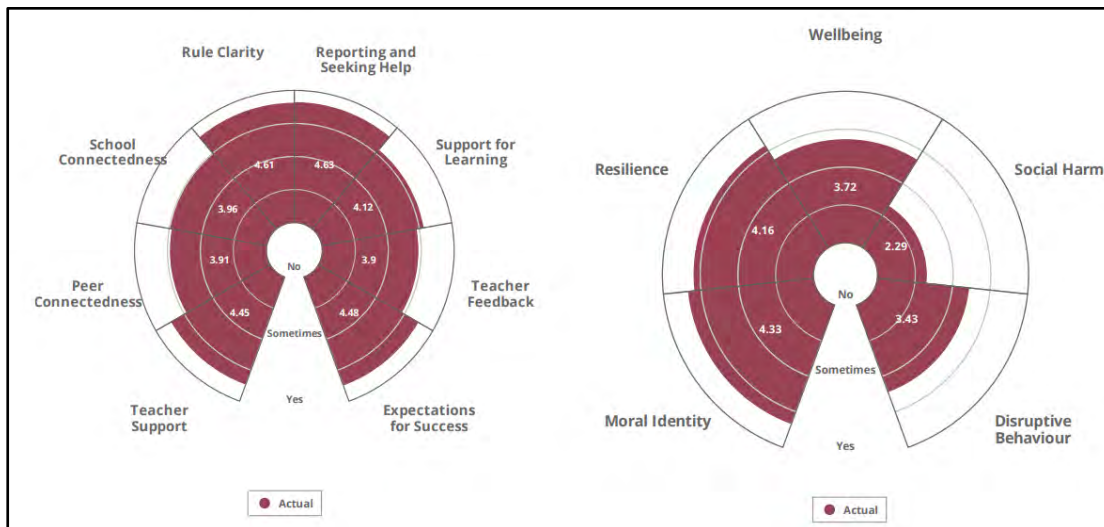 Rule Clarity
Reporting and
Seeking Help
School
Connectedness
Support for
Learning
4.61
4.63
3.96
4.12
Peer
Connectedness
3.91
3.9
Teacher
Feedback
No
4.45
4.48
Sometimes
Yes
Teacher
Support
Expectations
for Success
Actual
Wellbeing
Resilience
Social Harm
3.72
4.16
2.29
No
4.33
3.43
Sometimes
Moral Identity
Disruptive
Behaviour
Yes
Actual